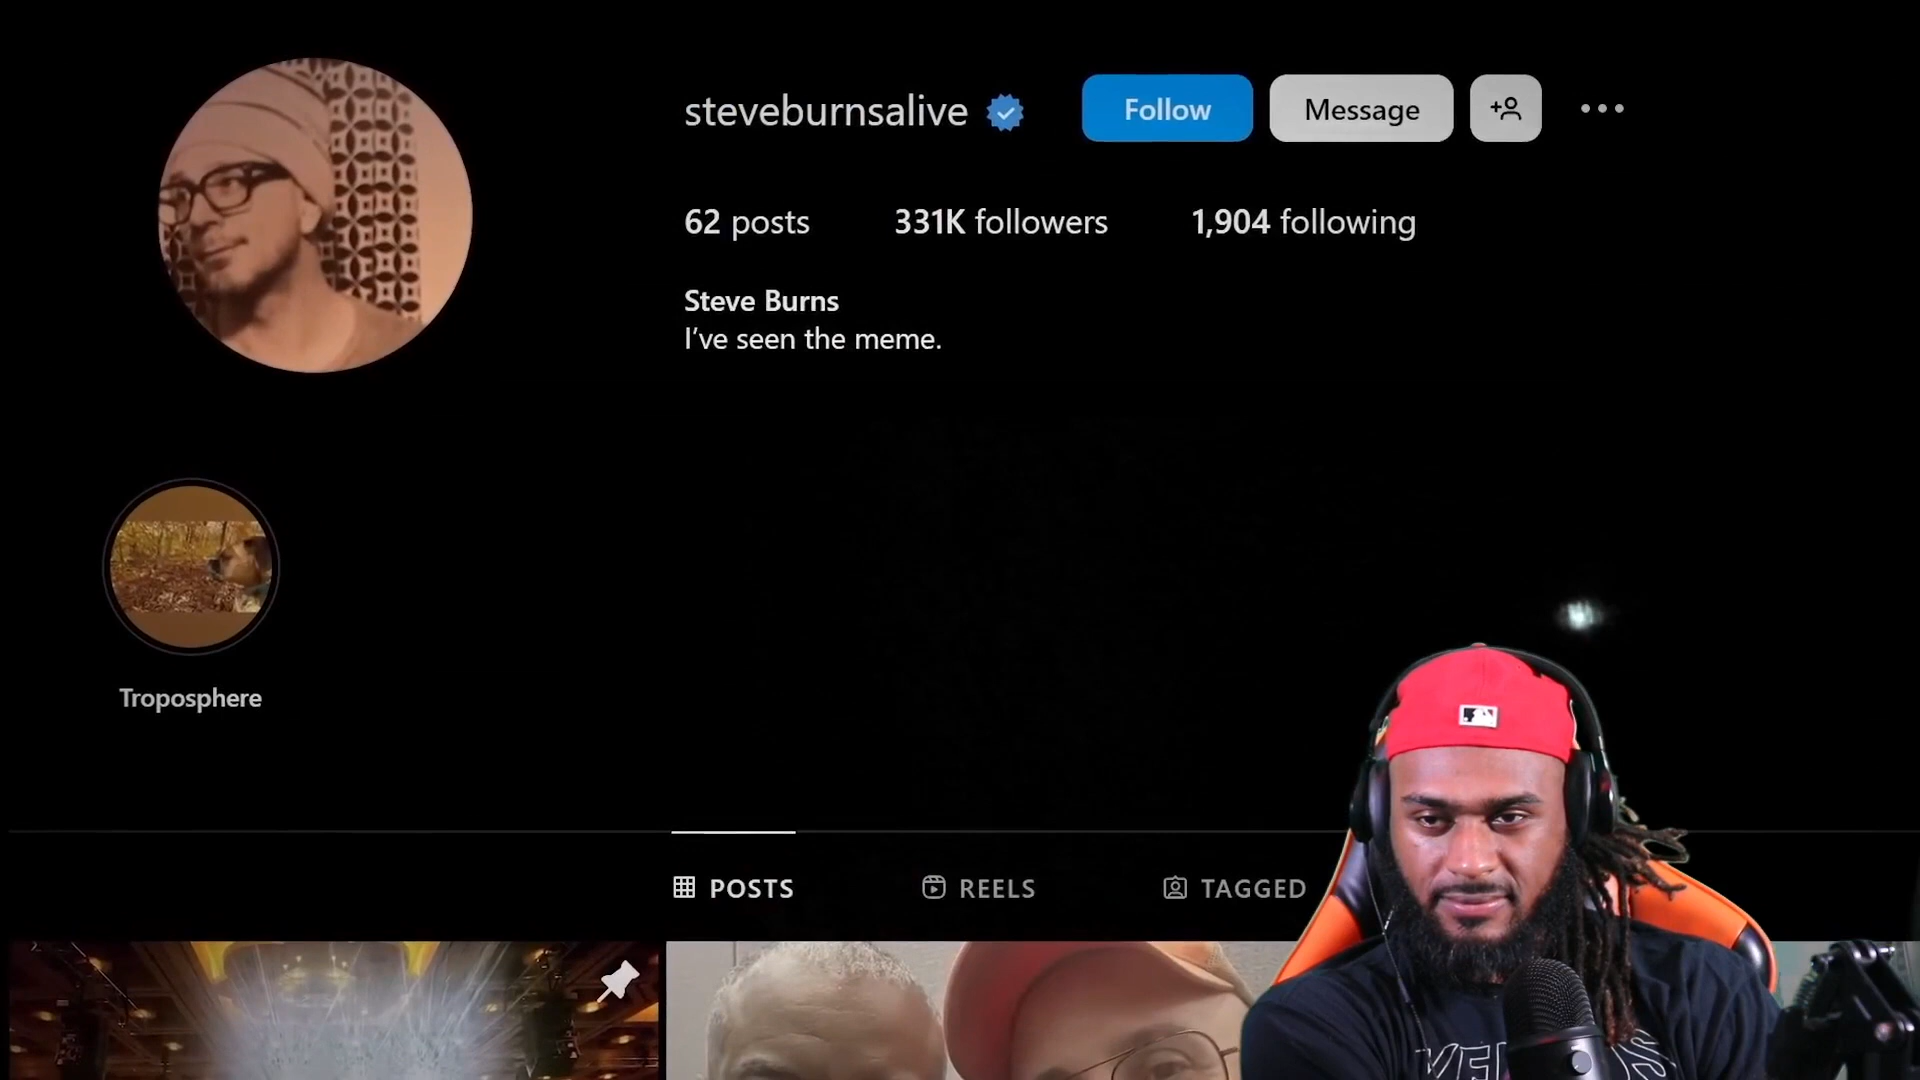 steveburnsalive
Follow
Message
62 posts 331K followers 1,904 following
Steve Burns
I've seen the meme.
Troposphere
POSTS REELS TAGGED